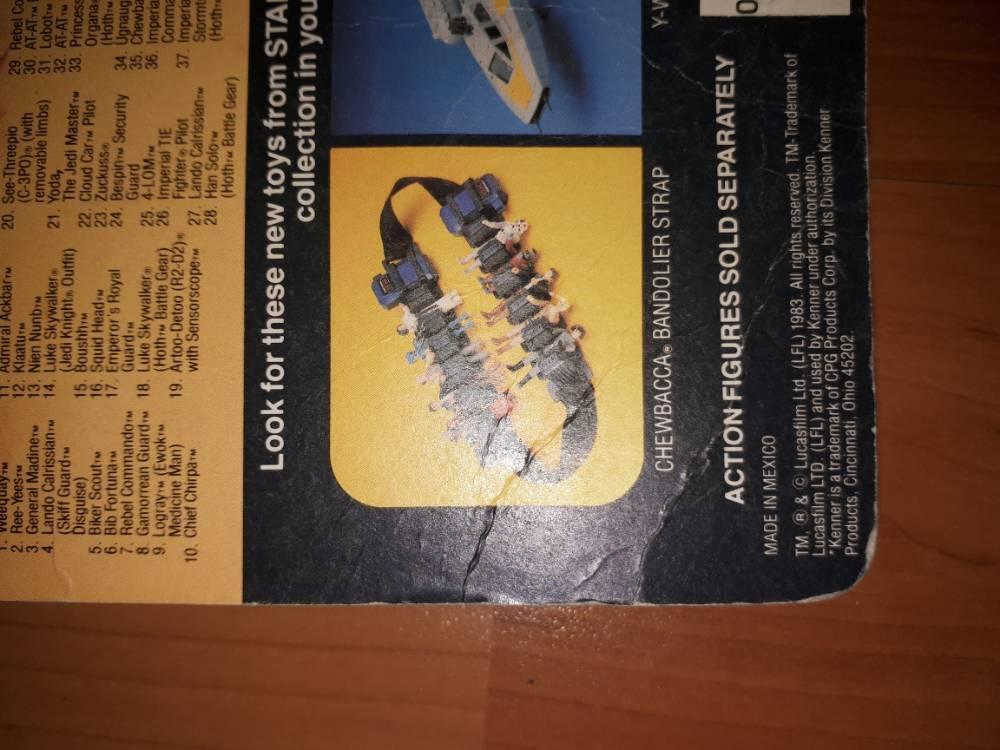 1. Weequay™
2. Ree-Yees™
3. General Madine™
4. Lando Calrissian™
(Skiff Guard™
Disguise)
5. Biker Scout™
6. Bib Fortuna™
7. Rebel Commando™
8. Gamorrean Guard™
9. Logray™ (Ewok™
Medicine Man)
10. Chief Chirpa™
11. Admiral Ackbar™
12. Klaatu™
13. Nien Nunb™
14. Luke Skywalker®
(Jedi Knight® Outfit)
15. Boushh™
16. Squid Head™
17. Emperor's Royal
Guard™
18. Luke Skywalker®
(Hoth™ Battle Gear)
19. Artoo-Detoo (R2-D2)®
with Sensorscope™
20. See-Threepio
(C-3PO)® (with
removable limbs)
21. Yoda,
The Jedi Master™
22. Cloud Car™ Pilot
23. Zuckuss®
24. Bespin™ Security
Guard
25. 4-LOM™
26 Imperial TIE
Fighter® Pilot
27. Lando Calrissian™
28. Han Solo™
(Hoth™ Battle Gear)
29. Rebel Co
30. AT-AT™
31. Lobot™
32. AT-AT
33. Princess
Organa
(Hoth™
34. Ugnaug
35. Chewba
36. Imperia
Comma
37. Imperia
Stormt
(Hoth™
Look for these new toys from STA
collection in you
CHEWBACCA® BANDOLIER STRAP
Y-W
ACTION FIGURES SOLD SEPARATELY
0
MADE IN MEXICO
TM, ® & © Lucasfilm Ltd. (LFL) 1983. All rights reserved. TM-Trademark of
Lucasfilm LTD. (LFL) and used by Kenner under authorization.
*Kenner is a trademark of CPG Products Corp. by its Division Kenner
Products, Cincinnati, Ohio 45202.